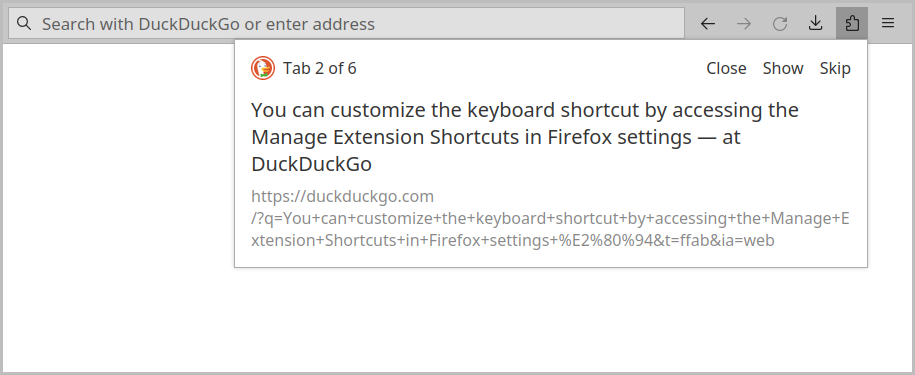 Search with DuckDuckGo or enter address
Tab 2 of 6
Close Show Skip
You can customize the keyboard shortcut by accessing the
Manage Extension Shortcuts in Firefox settings — at
DuckDuckGo
https://duckduckgo.com
/?q=You+can+customize+the+keyboard+shortcut+by+accessing+the+Manage+E
xtension+Shortcuts+in+Firefox+settings+%E2%80%94&t=ffab&ia=web